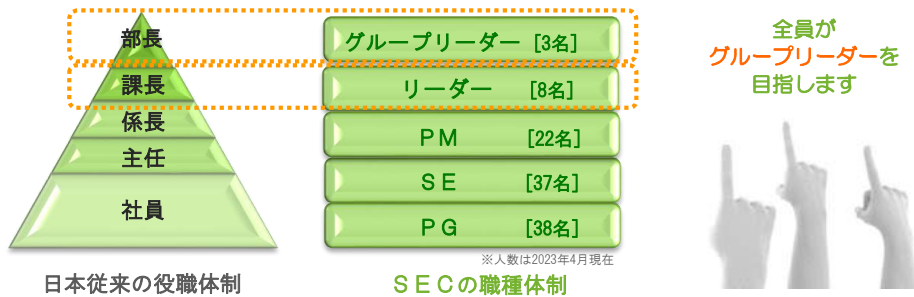 部長
課長
係長
主任
社員
日本従来の役職体制
グループリーダー [3名]
リーダー [8名]
ＰＭ [22名]
ＳＥ [37名]
ＰＧ [38名]
※人数は2023年4月現在
ＳＥＣの職種体制
全員が
グループリーダーを
目指します